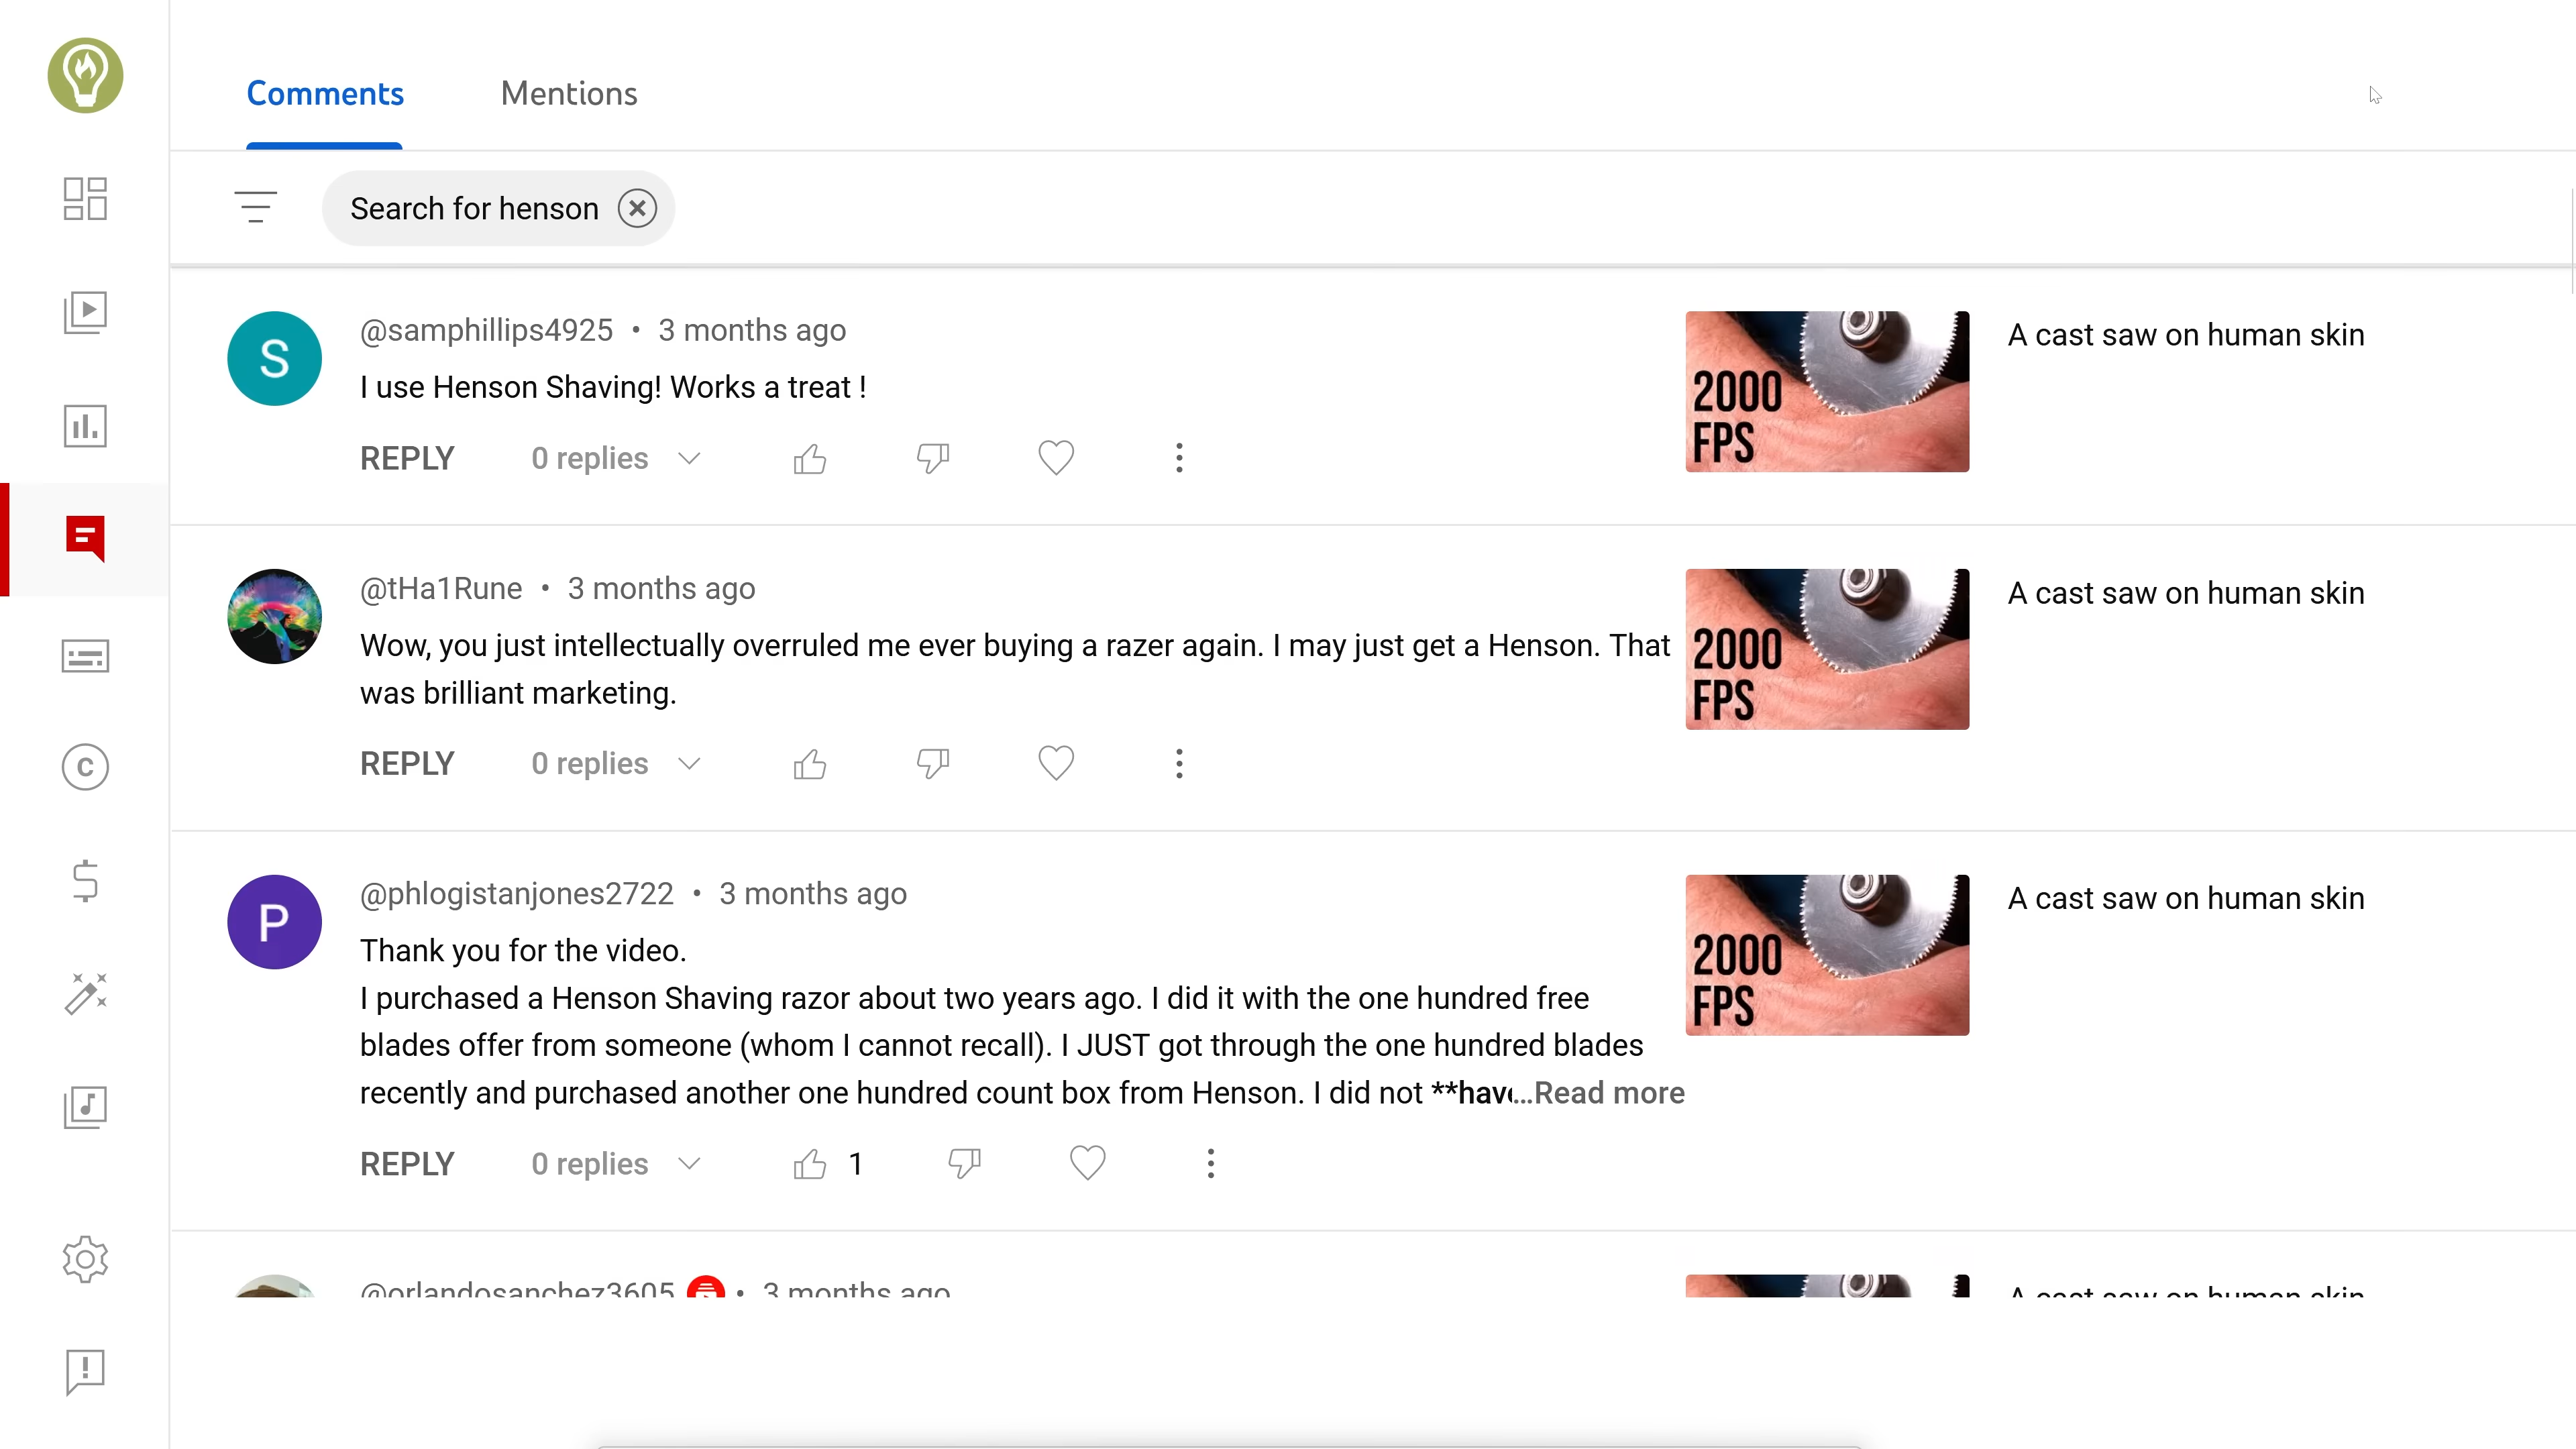 Comments
Mentions
Search for henson
S
@samphillips4925 • 3 months ago
I use Henson Shaving! Works a treat !
REPLY
0 replies
2000
FPS
A cast saw on human skin
@tHa1Rune • 3 months ago
Wow, you just intellectually overruled me ever buying a razer again. I may just get a Henson. That
was brilliant marketing.
REPLY
0 replies
2000
FPS
A cast saw on human skin
P
@phlogistanjones2722 • 3 months ago
Thank you for the video.
I purchased a Henson Shaving razor about two years ago. I did it with the one hundred free
blades offer from someone (whom I cannot recall). I JUST got through the one hundred blades
recently and purchased another one hundred count box from Henson. I did not **have...Read more
REPLY
0 replies
1
2000
FPS
A cast saw on human skin
@orlandosanchez3605 • 3 months ago
A cast saw on human skin